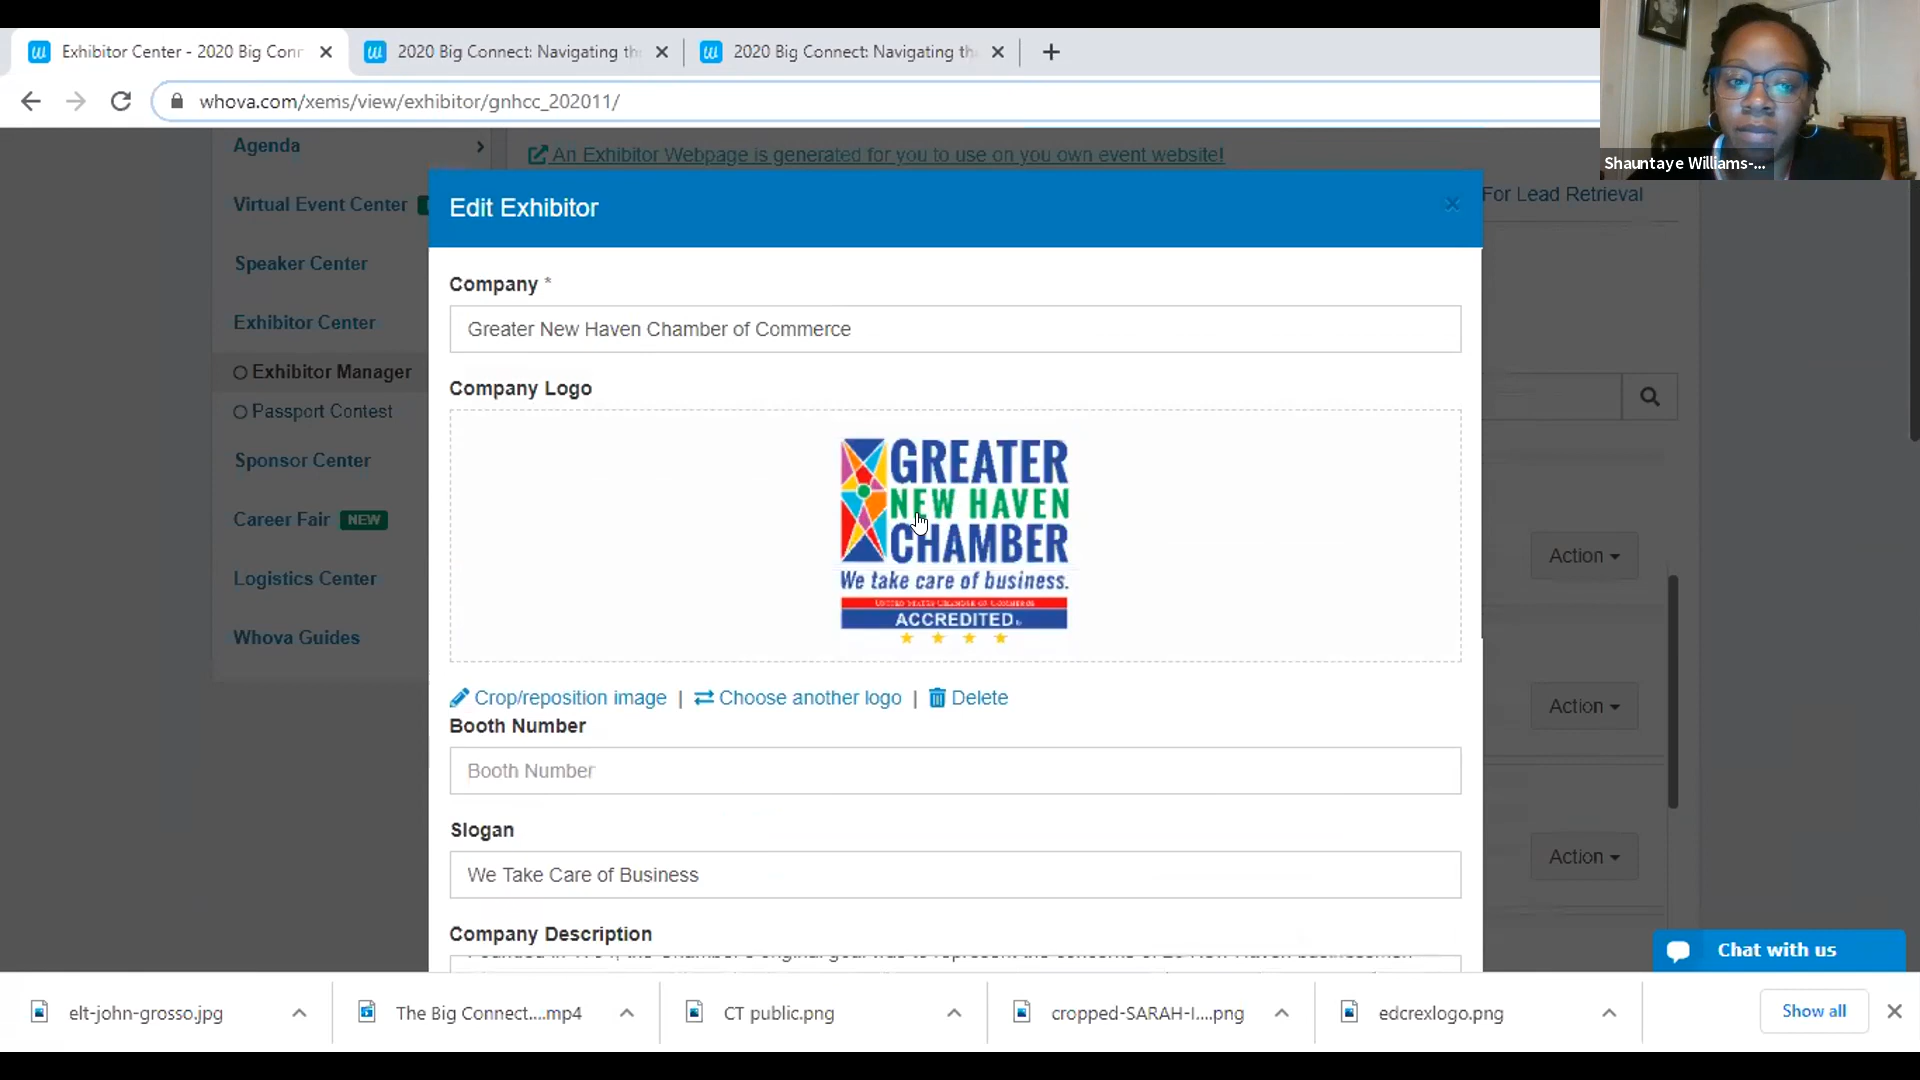 Exhibitor Center - 2020 Big Conn
2020 Big Connect: Navigating th
2020 Big Connect: Navigating th
whova.com/xems/view/exhibitor/gnhcc_202011/
Shauntaye Williams-...
Agenda
An Exhibitor Webpage is generated for you to use on you own event website!
For Lead Retrieval
Virtual Event Center
Speaker Center
Exhibitor Center
Exhibitor Manager
Passport Contest
Sponsor Center
Career Fair NEW
Logistics Center
Whova Guides
Edit Exhibitor
Company *
Greater New Haven Chamber of Commerce
Company Logo
GREATER
NEW HAVEN
CHAMBER
We take care of business.
UNITED STATES CHAMBER OF COMMERCE
ACCREDITED
Crop/reposition image | Choose another logo | Delete
Booth Number
Booth Number
Slogan
We Take Care of Business
Company Description
Action
Action
Action
Chat with us
elt-john-grosso.jpg
The Big Connect....mp4
CT public.png
cropped-SARAH-I....png
edcrexlogo.png
Show all